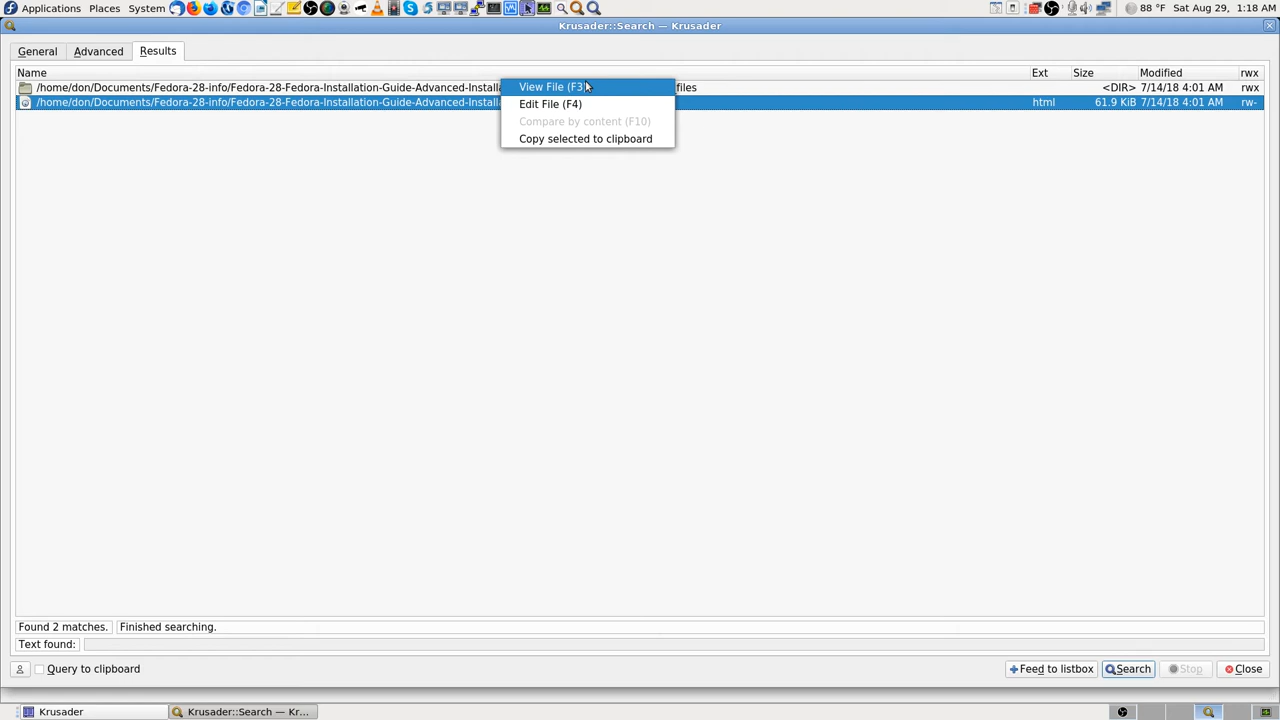 Applications Places System 88 °F Sat Aug 29, 1:18 AM
Krusader::Search — Krusader
General Advanced Results
Name Ext Size Modified rwx
/home/don/Documents/Fedora-28-info/Fedora-28-Fedora-Installation-Guide-Advanced-Install files <DIR> 7/14/18 4:01 AM rwx
/home/don/Documents/Fedora-28-info/Fedora-28-Fedora-Installation-Guide-Advanced-Install html 61.9 KiB 7/14/18 4:01 AM rw-
View File (F3)
Edit File (F4)
Compare by content (F10)
Copy selected to clipboard
Found 2 matches. Finished searching.
Text found:
Query to clipboard Feed to listbox Search Stop Close
Krusader Krusader::Search — Kr...